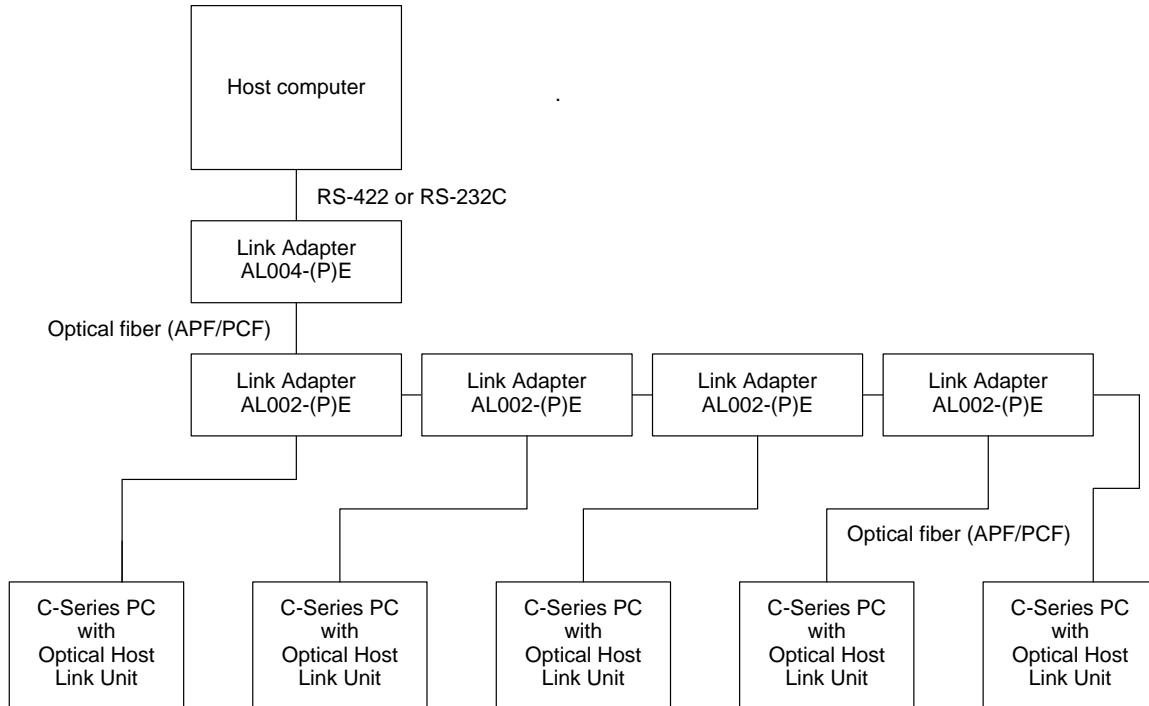 Host computer
.
RS-422 or RS-232C
Link Adapter
AL004-(P)E
Optical fiber (APF/PCF)
Link Adapter
AL002-(P)E
Link Adapter
AL002-(P)E
Link Adapter
AL002-(P)E
Link Adapter
AL002-(P)E
Optical fiber (APF/PCF)
C-Series PC
with
Optical Host
Link Unit
C-Series PC
with
Optical Host
Link Unit
C-Series PC
with
Optical Host
Link Unit
C-Series PC
with
Optical Host
Link Unit
C-Series PC
with
Optical Host
Link Unit